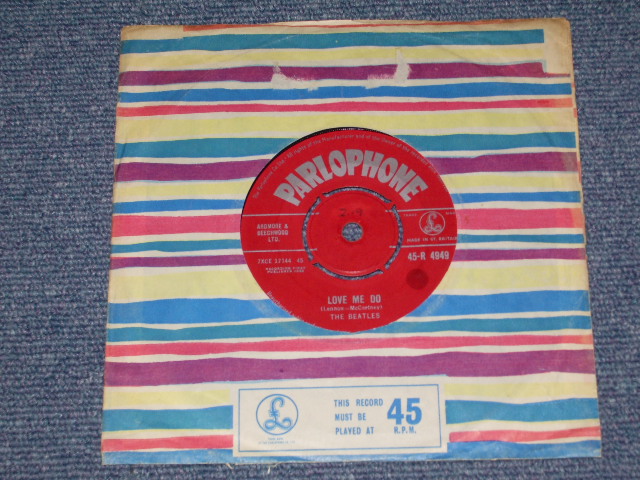 PARLOPHONE
ARDMORE &
BEECHWOOD
LTD.
MADE IN GT. BRITAIN
7XCE 17144 45
45-R 4949
LOVE ME DO
(Lennon—McCartney)
THE BEATLES
£
THIS RECORD
MUST BE
PLAYED AT
45
R.P.M.